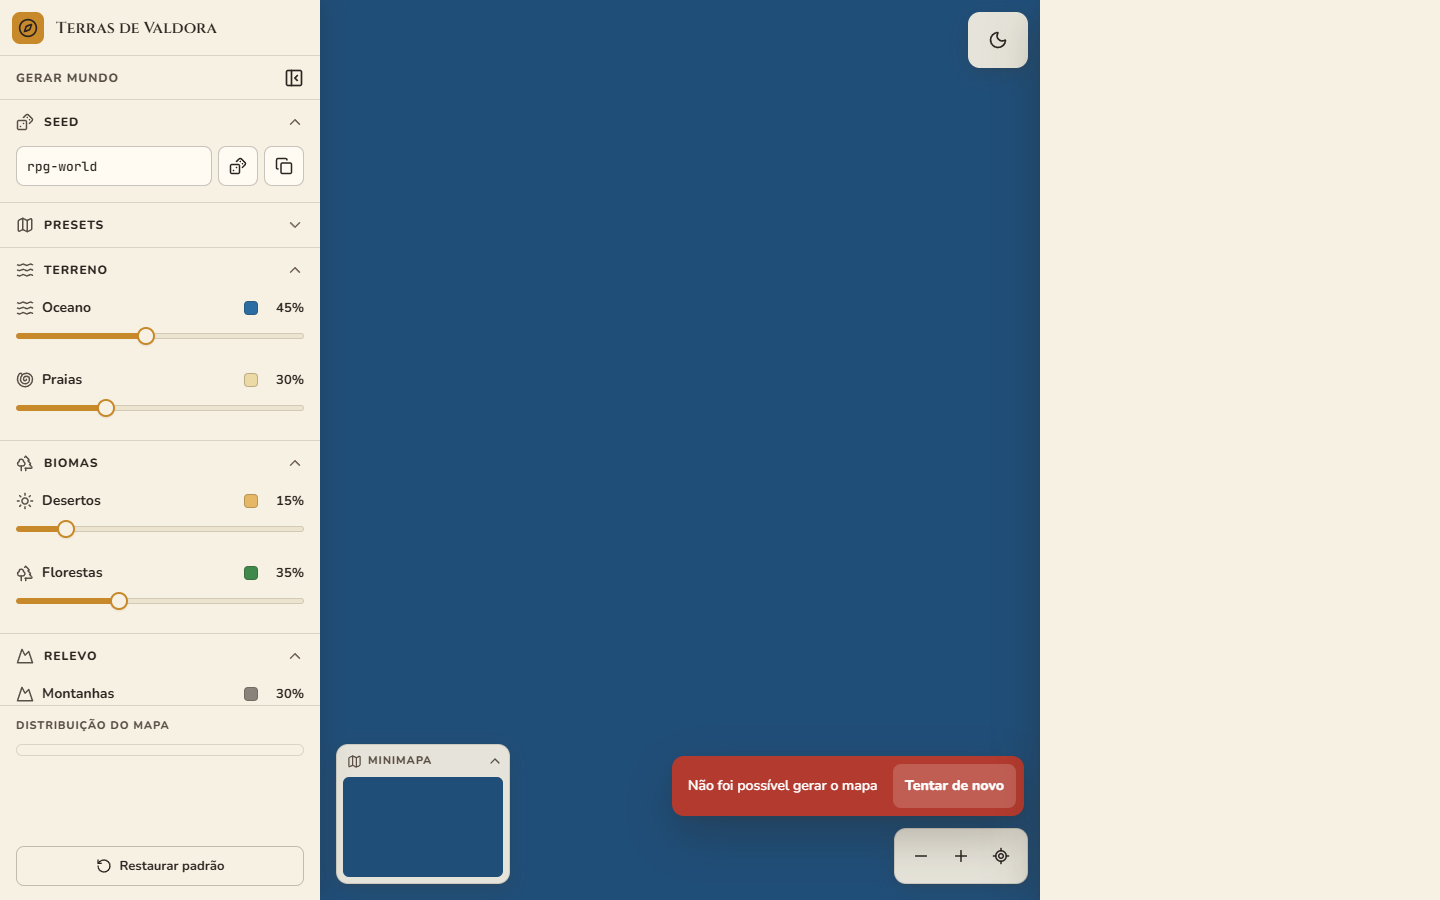 Terras de Valdora
GERAR MUNDO
SEED
rpg-world
PRESETS
TERRENO
Oceano 45%
Praias 30%
BIOMAS
Desertos 15%
Florestas 35%
RELEVO
Montanhas 30%
DISTRIBUIÇÃO DO MAPA
Restaurar padrão
MINIMAPA
Não foi possível gerar o mapa Tentar de novo